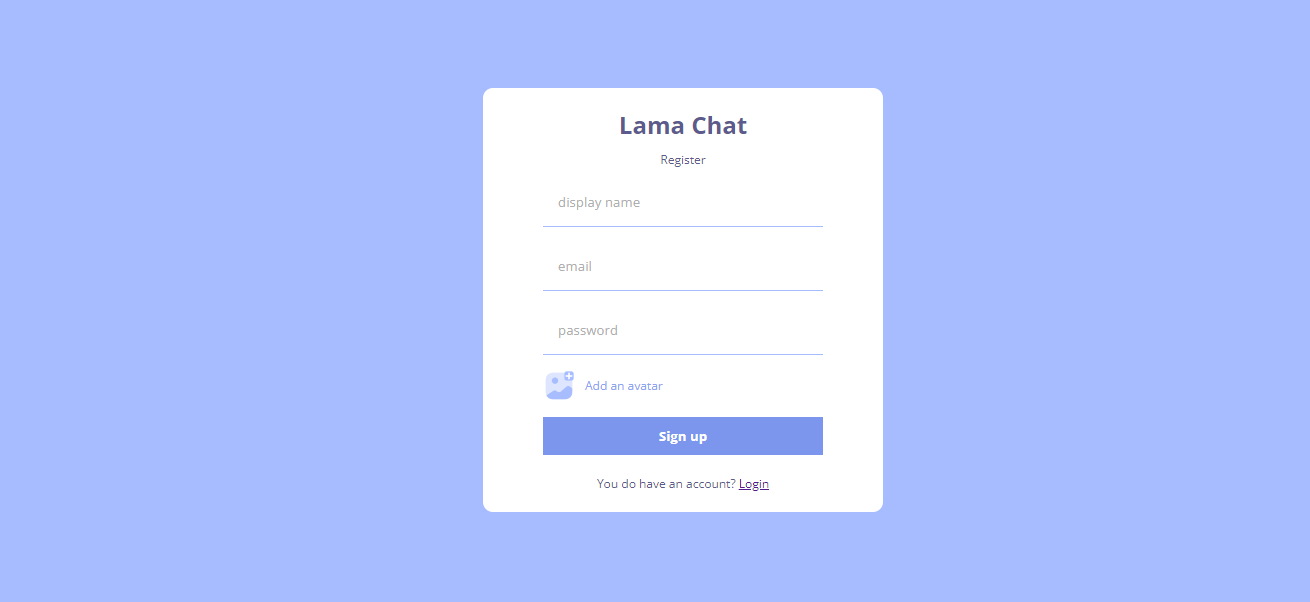 Lama Chat
Register
display name
email
password
Add an avatar
Sign up
You do have an account? Login